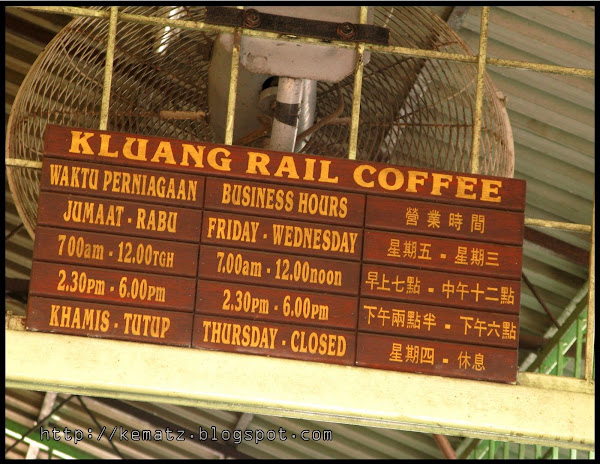 KLUANG RAIL COFFEE
WAKTU PERNIAGAAN
JUMAAT - RABU
700am - 12.00TGH
2.30pm - 6.00pm
KHAMIS - TUTUP
BUSINESS HOURS
FRIDAY - WEDNESDAY
7.00am - 12.00noon
2.30pm - 6.00pm
THURSDAY - CLOSED
營業時間
星期五 - 星期三
早上七點 - 中午十二點
下午兩點半 - 下午六點
星期四 - 休息
http://kematz.blogspot.com